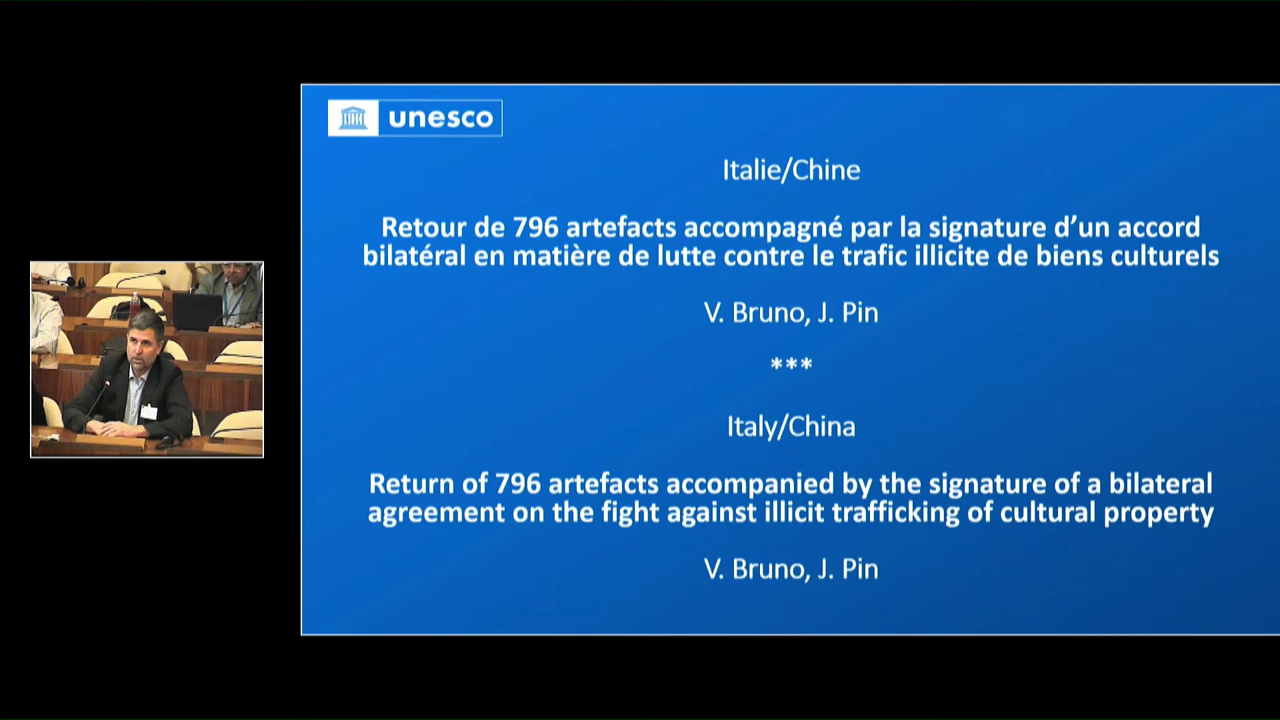 unesco
Italie/Chine
Retour de 796 artefacts accompagné par la signature d’un accord
bilatéral en matière de lutte contre le trafic illicite de biens culturels
V. Bruno, J. Pin
***
Italy/China
Return of 796 artefacts accompanied by the signature of a bilateral
agreement on the fight against illicit trafficking of cultural property
V. Bruno, J. Pin